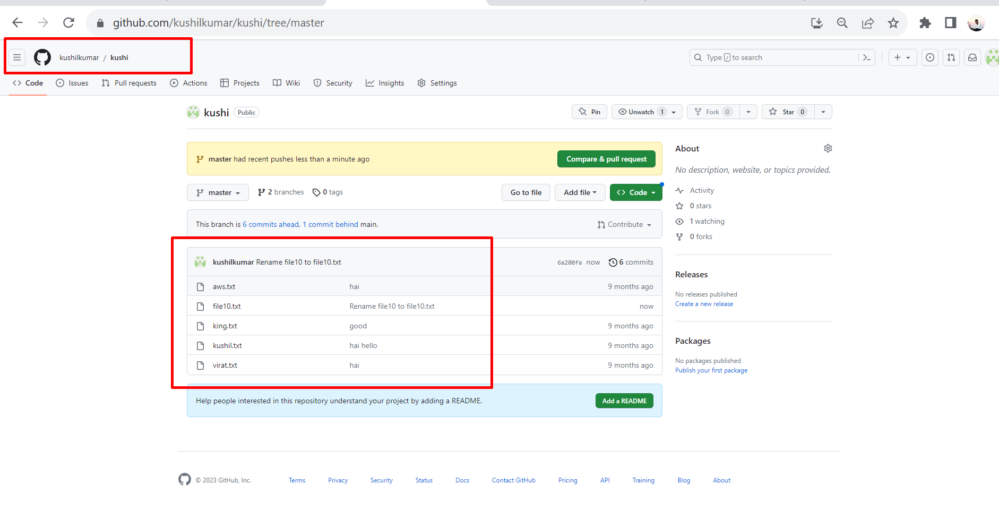 github.com/kushilkumar/kushi/tree/master
kushilkumar / kushi
Type / to search
Code Issues Pull requests Actions Projects Wiki Security Insights Settings
kushi Public
Pin Unwatch 1 Fork 0 Star 0
master had recent pushes less than a minute ago Compare & pull request
About
No description, website, or topics provided.
master 2 branches 0 tags Go to file Add file Code
Activity
0 stars
1 watching
0 forks
This branch is 6 commits ahead, 1 commit behind main. Contribute
kushilkumar Rename file10 to file10.txt 6a200fa now 6 commits
aws.txt hai 9 months ago
file10.txt Rename file10 to file10.txt now
king.txt good 9 months ago
kushil.txt hai hello 9 months ago
virat.txt hai 9 months ago
Releases
No releases published
Create a new release
Packages
No packages published
Publish your first package
Help people interested in this repository understand your project by adding a README. Add a README
© 2023 GitHub, Inc. Terms Privacy Security Status Docs Contact GitHub Pricing API Training Blog About